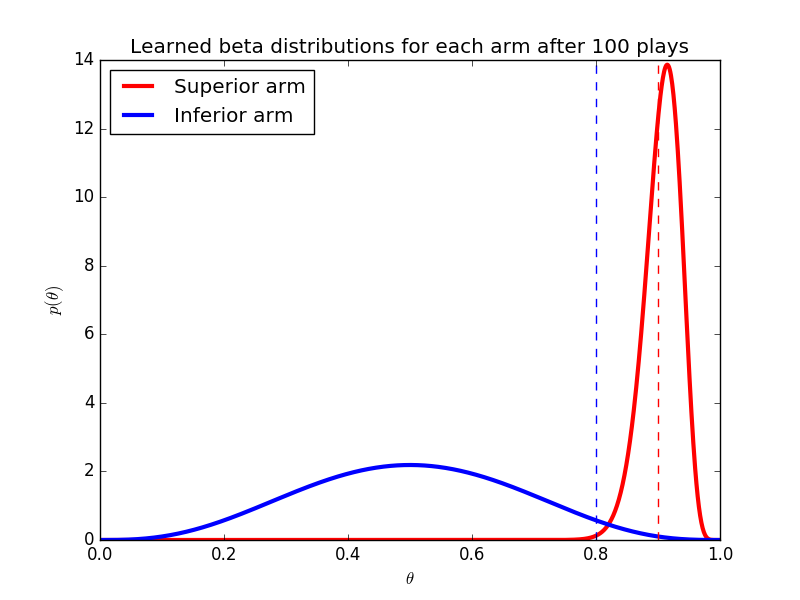 Learned beta distributions for each arm after 100 plays
Superior arm
Inferior arm
14
12
10
8
6
4
2
0
p(θ)
0.0 0.2 0.4 0.6 0.8 1.0
θ